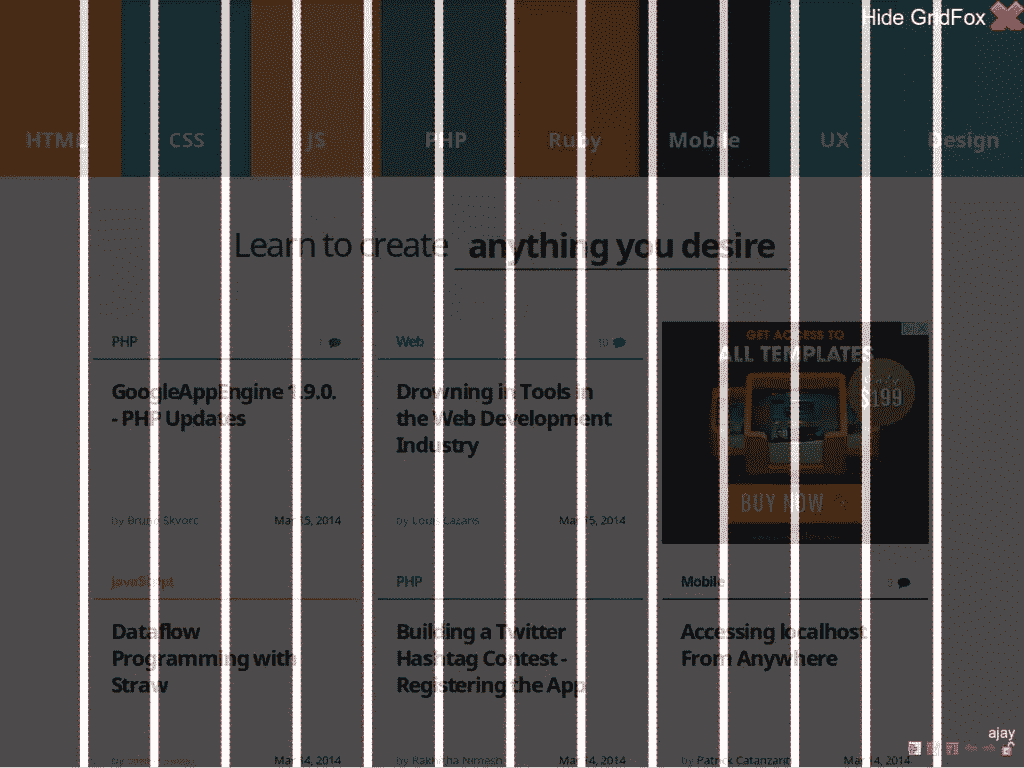 Hide GridFox
HTML CSS JS PHP Ruby Mobile UX Design
Learn to create anything you desire
PHP 1
GoogleAppEngine 1.9.0.
- PHP Updates
by Bruno Skvorc Mar 15, 2014
Web 10
Drowning in Tools in
the Web Development
Industry
by Louis Lazaris Mar 15, 2014
GET ACCESS TO
ALL TEMPLATES
$199
BUY NOW
JavaScript
Dataflow
Programming with
Straw
by Mar 14, 2014
PHP
Building a Twitter
Hashtag Contest -
Registering the App
by Rakhitha Nimesh Mar 14, 2014
Mobile 3
Accessing localhost
From Anywhere
by Patrick Catanzariti Mar 14, 2014
ajay